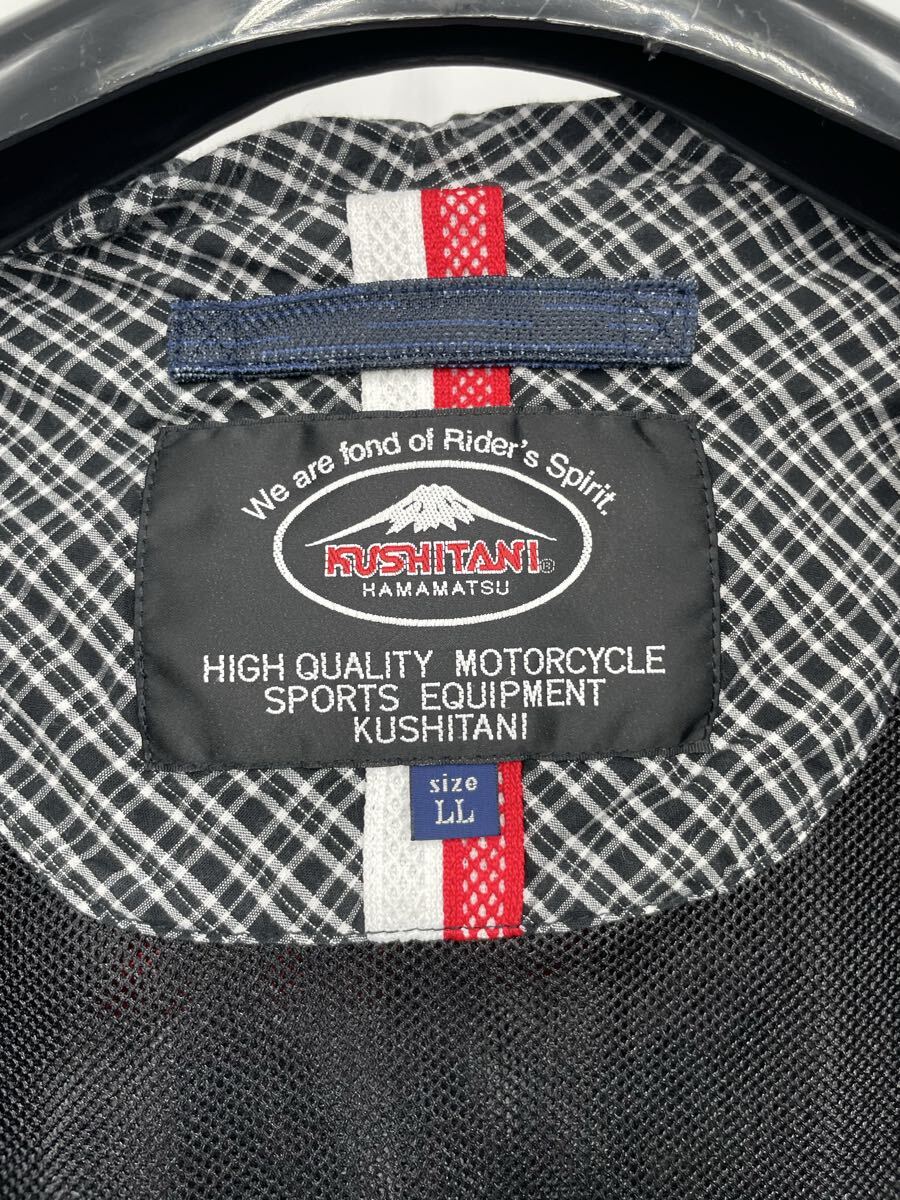 We are fond of Rider's Spirit.
KUSHITANI®
HAMAMATSU
HIGH QUALITY MOTORCYCLE
SPORTS EQUIPMENT
KUSHITANI
size
LL